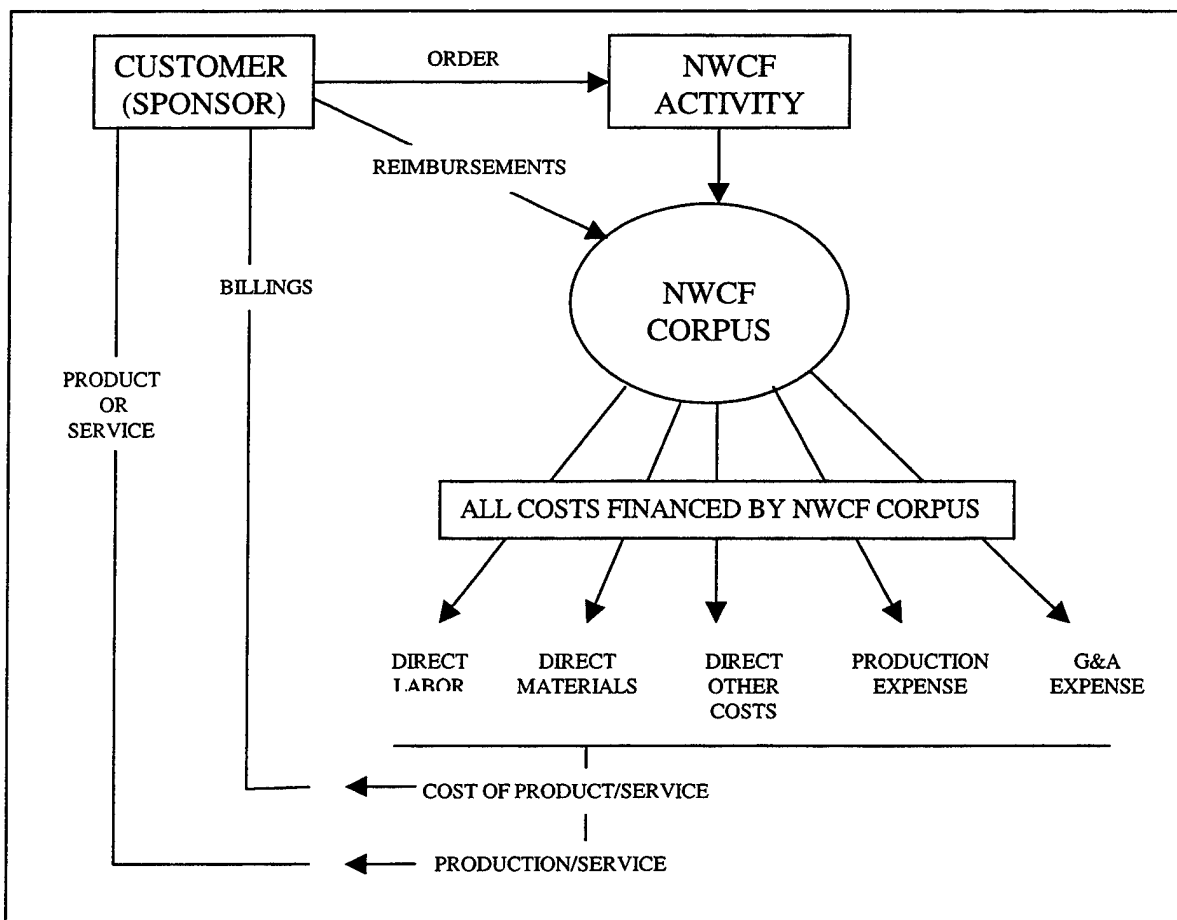 CUSTOMER
(SPONSOR)
ORDER
NWCF
ACTIVITY
REIMBURSEMENTS
NWCF
CORPUS
BILLINGS
PRODUCT
OR
SERVICE
ALL COSTS FINANCED BY NWCF CORPUS
DIRECT
LABOR
DIRECT
MATERIALS
DIRECT
OTHER
COSTS
PRODUCTION
EXPENSE
G&A
EXPENSE
COST OF PRODUCT/SERVICE
PRODUCTION/SERVICE